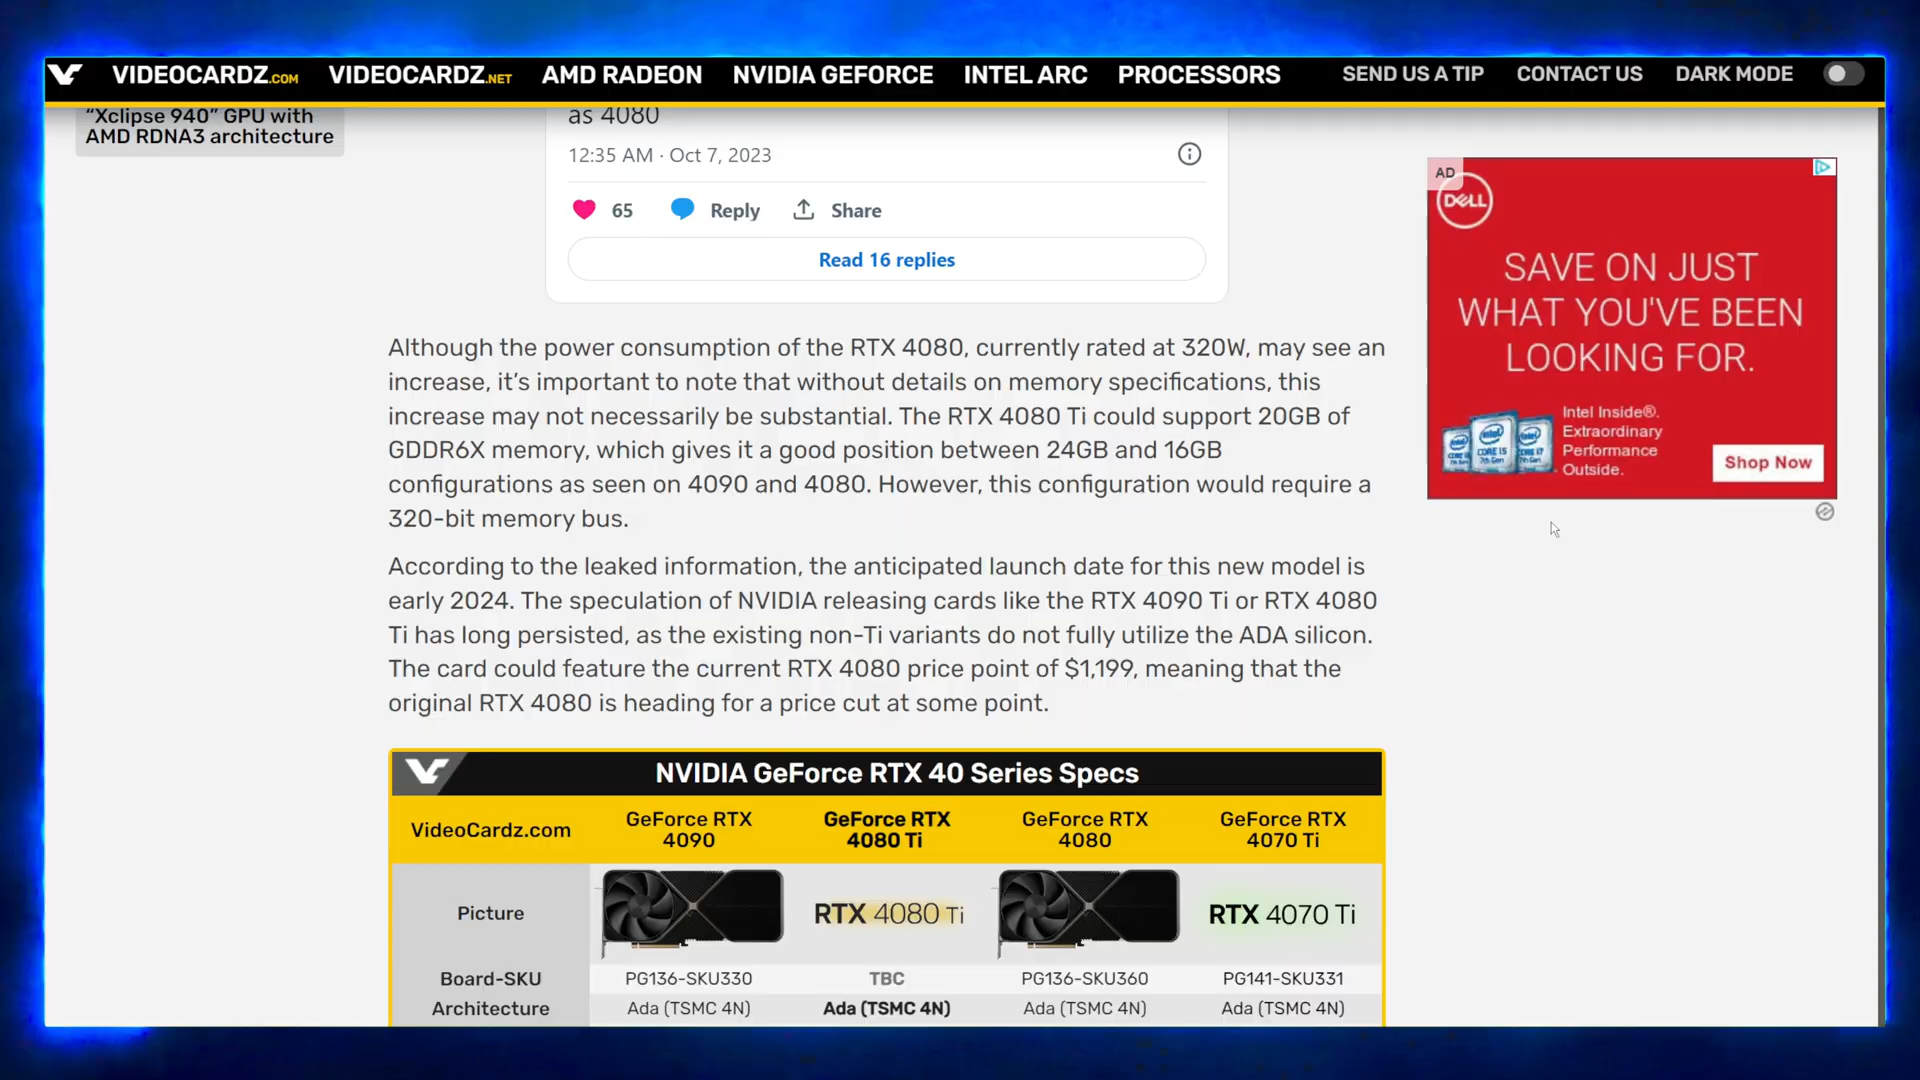 VIDEOCARDZ.COM VIDEOCARDZ.NET AMD RADEON NVIDIA GEFORCE INTEL ARC PROCESSORS SEND US A TIP CONTACT US DARK MODE
“Xclipse 940” GPU with
AMD RDNA3 architecture
as 4080
12:35 AM · Oct 7, 2023
65 Reply Share
Read 16 replies
Although the power consumption of the RTX 4080, currently rated at 320W, may see an
increase, it’s important to note that without details on memory specifications, this
increase may not necessarily be substantial. The RTX 4080 Ti could support 20GB of
GDDR6X memory, which gives it a good position between 24GB and 16GB
configurations as seen on 4090 and 4080. However, this configuration would require a
320-bit memory bus.
According to the leaked information, the anticipated launch date for this new model is
early 2024. The speculation of NVIDIA releasing cards like the RTX 4090 Ti or RTX 4080
Ti has long persisted, as the existing non-Ti variants do not fully utilize the ADA silicon.
The card could feature the current RTX 4080 price point of $1,199, meaning that the
original RTX 4080 is heading for a price cut at some point.
NVIDIA GeForce RTX 40 Series Specs
VideoCardz.com GeForce RTX 4090 GeForce RTX 4080 Ti GeForce RTX 4080 GeForce RTX 4070 Ti
Picture RTX 4080 Ti RTX 4070 Ti
Board-SKU PG136-SKU330 TBC PG136-SKU360 PG141-SKU331
Architecture Ada (TSMC 4N) Ada (TSMC 4N) Ada (TSMC 4N) Ada (TSMC 4N)
AD
DELL
SAVE ON JUST
WHAT YOU'VE BEEN
LOOKING FOR.
Intel Inside®.
Extraordinary
Performance
Outside.
Shop Now